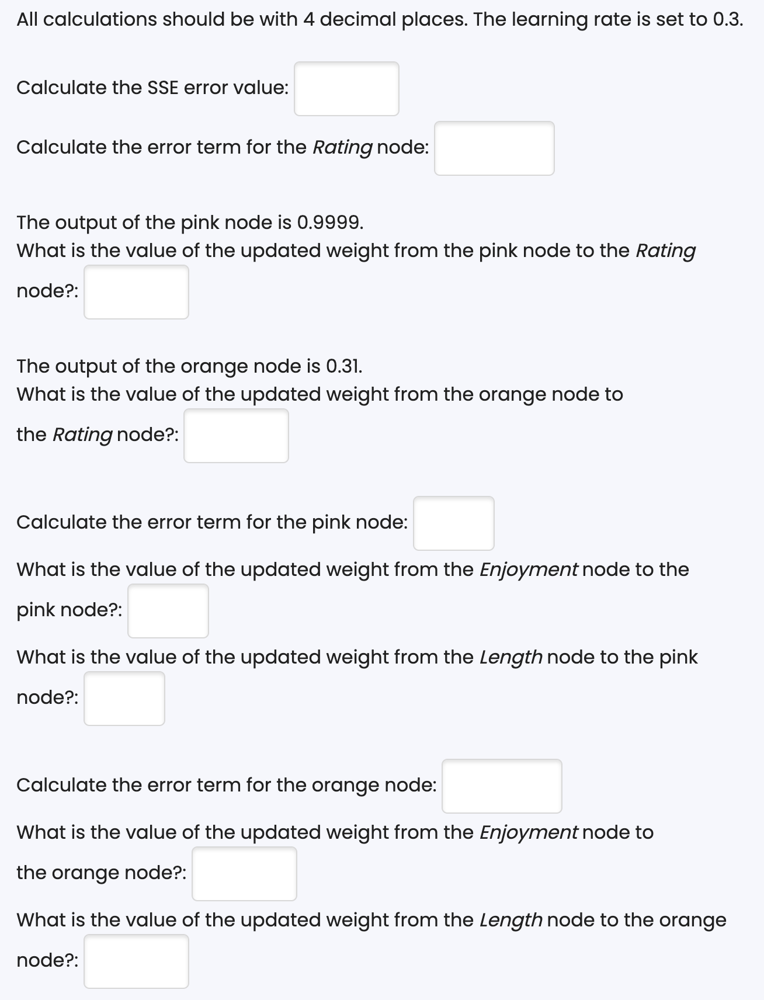 All calculations should be with 4 decimal places. The learning rate is set to 0.3.
Calculate the SSE error value:
Calculate the error term for the Rating node:
The output of the pink node is 0.9999.
What is the value of the updated weight from the pink node to the Rating
node?:
The output of the orange node is 0.31.
What is the value of the updated weight from the orange node to
the Rating node?:
Calculate the error term for the pink node:
What is the value of the updated weight from the Enjoyment node to the
pink node?:
What is the value of the updated weight from the Length node to the pink
node?:
Calculate the error term for the orange node:
What is the value of the updated weight from the Enjoyment node to
the orange node?:
What is the value of the updated weight from the Length node to the orange
node?: